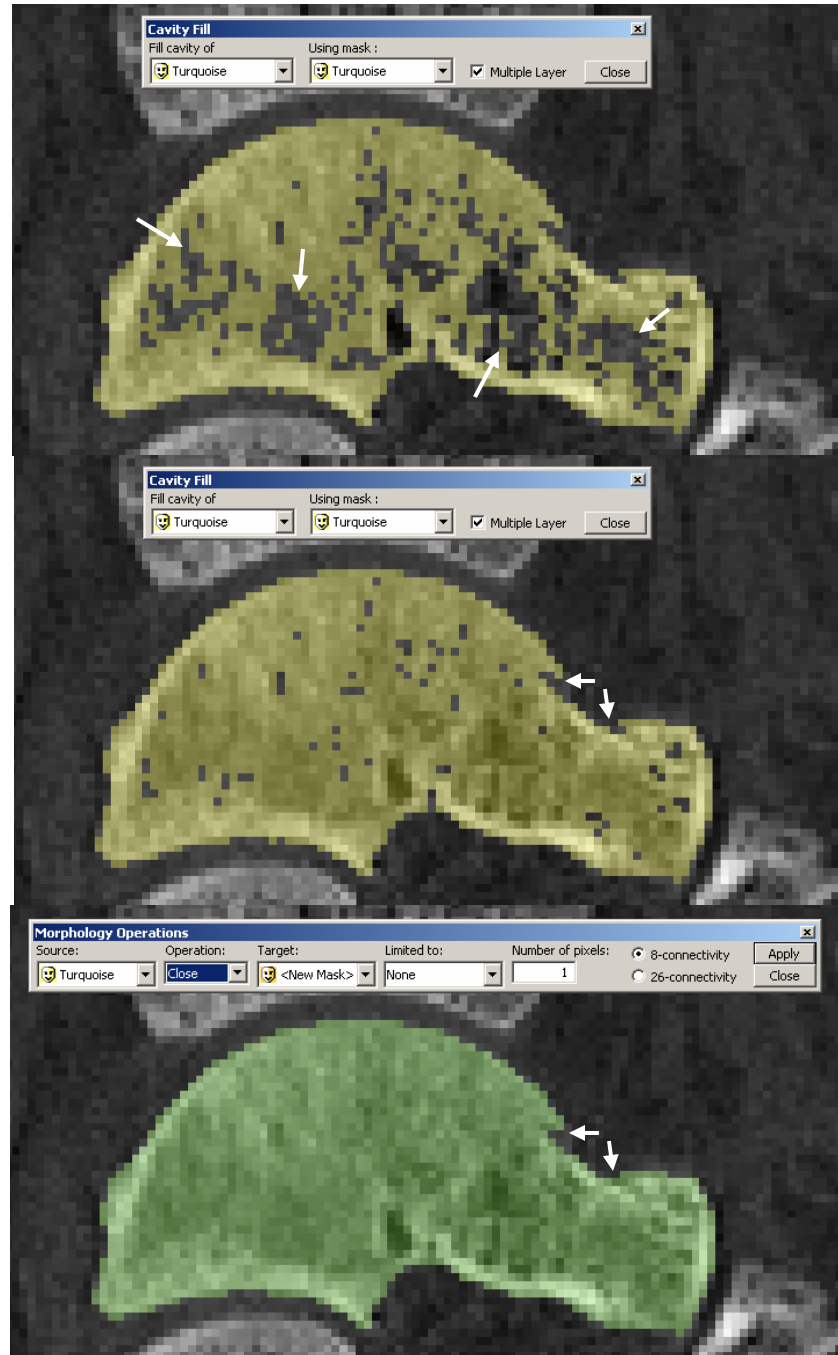 Cavity Fill
Fill cavity of Using mask :
Turquoise Turquoise Multiple Layer Close
Cavity Fill
Fill cavity of Using mask :
Turquoise Turquoise Multiple Layer Close
Morphology Operations
Source: Operation: Target: Limited to: Number of pixels: 8-connectivity Apply
Turquoise Close <New Mask> None 1 26-connectivity Close